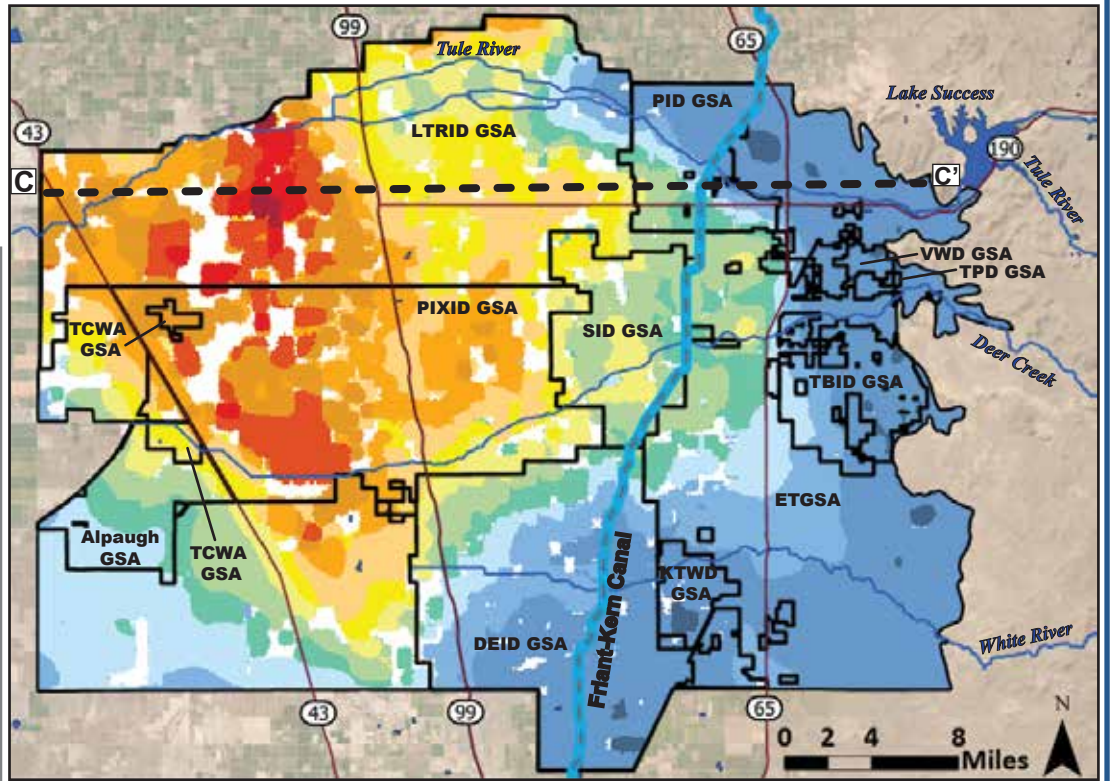 99
65
Tule River
Lake Success
PID GSA
LTRID GSA
43
190
C
C'
Tule River
VWD GSA
TPD GSA
PIXID GSA
TCWA
GSA
SID GSA
Deer Creek
TBID GSA
ETGSA
Alpaugh
GSA
TCWA
GSA
KTWD
GSA
Friant-Kern Canal
DEID GSA
White River
43
99
65
N
0 2 4 8
Miles